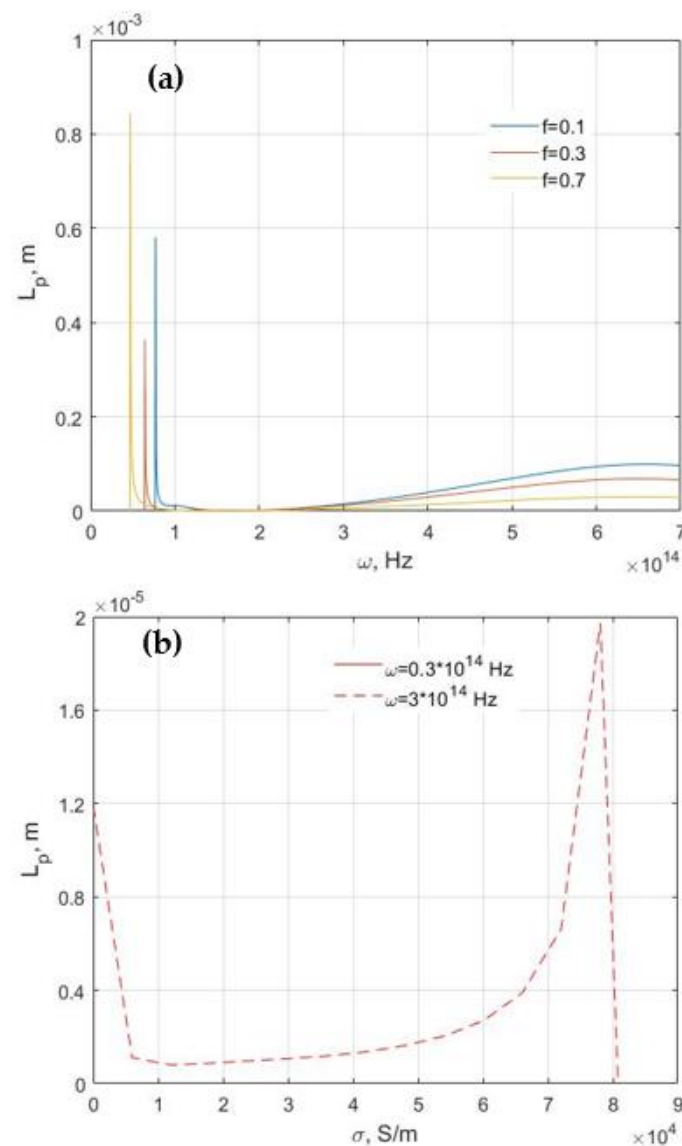 ×10⁻³
(a)
1
0.8
0.6
0.4
0.2
0
Lₚ, m
f=0.1
f=0.3
f=0.7
0 1 2 3 4 5 6 7
ω, Hz ×10¹⁴
×10⁻⁵
(b)
2
1.6
1.2
0.8
0.4
0
Lₚ, m
ω=0.3*10¹⁴ Hz
ω=3*10¹⁴ Hz
0 1 2 3 4 5 6 7 8 9
σ, S/m ×10⁴